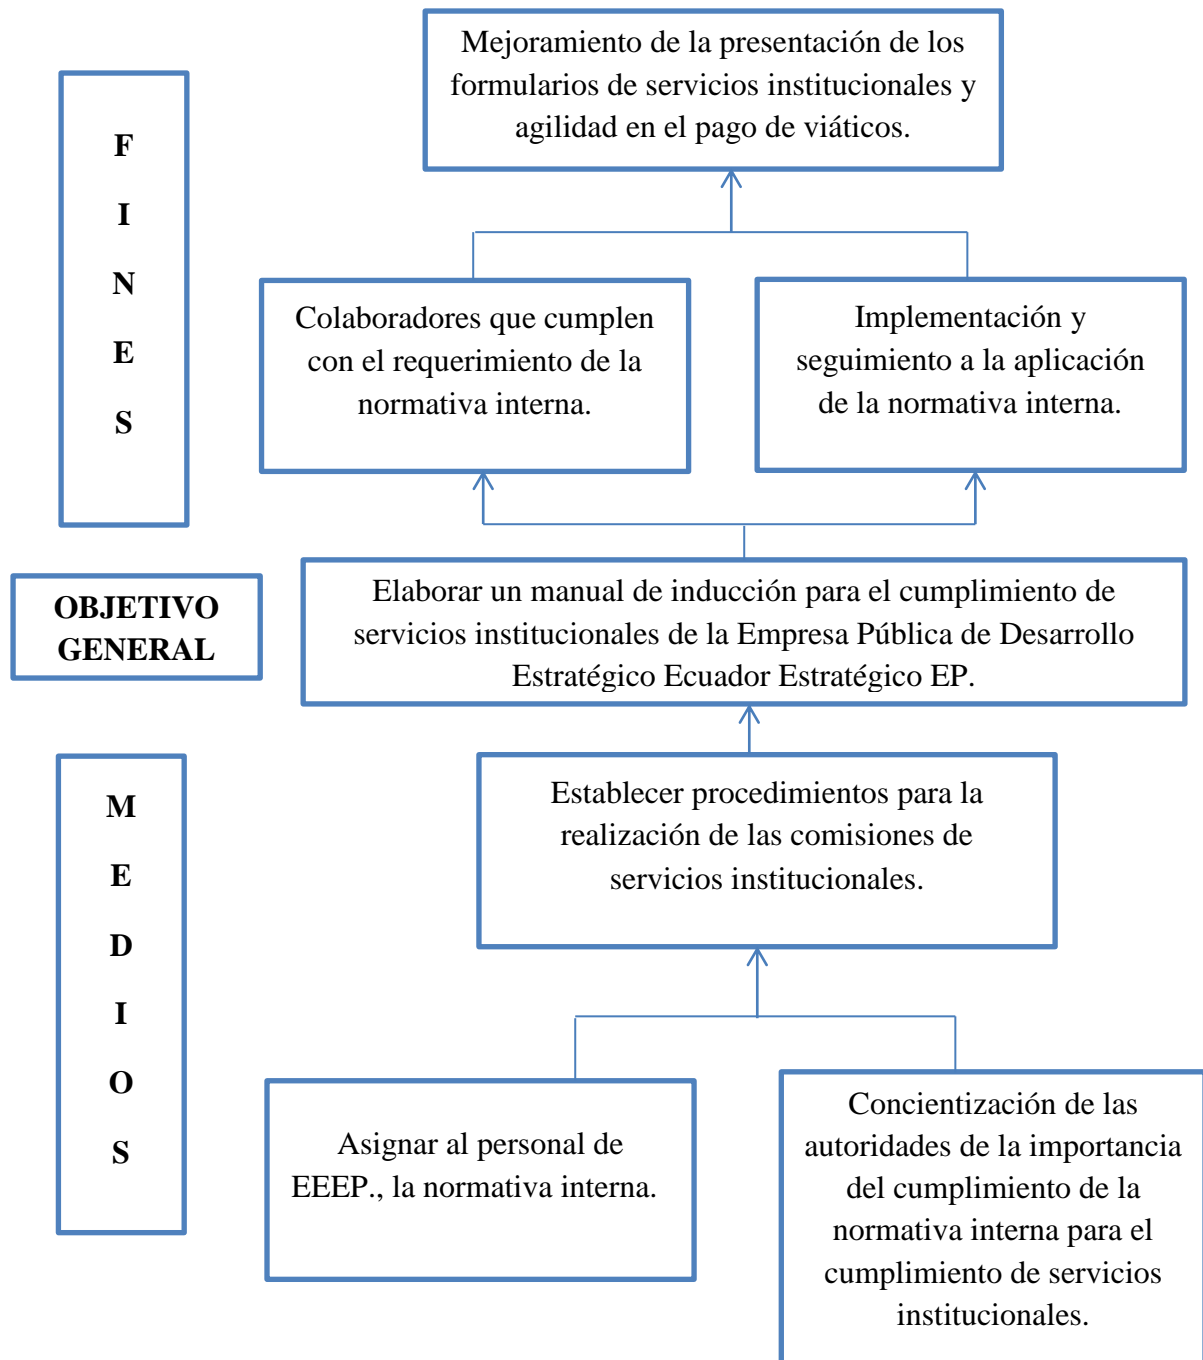 Mejoramiento de la presentación de los
formularios de servicios institucionales y
agilidad en el pago de viáticos.
F
I
N
E
S
Colaboradores que cumplen
con el requerimiento de la
normativa interna.
Implementación y
seguimiento a la aplicación
de la normativa interna.
OBJETIVO
GENERAL
Elaborar un manual de inducción para el cumplimiento de
servicios institucionales de la Empresa Pública de Desarrollo
Estratégico Ecuador Estratégico EP.
M
E
D
I
O
S
Establecer procedimientos para la
realización de las comisiones de
servicios institucionales.
Asignar al personal de
EEEP., la normativa interna.
Concientización de las
autoridades de la importancia
del cumplimiento de la
normativa interna para el
cumplimiento de servicios
institucionales.